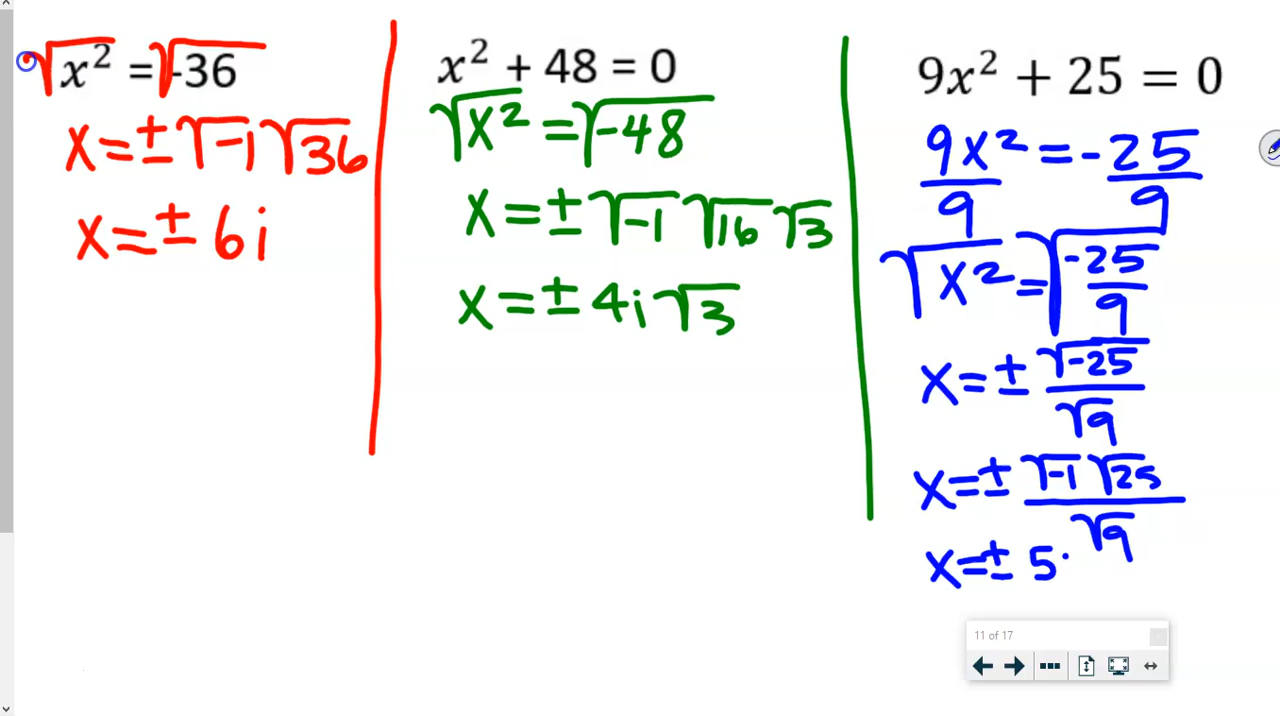 √x² = √-36
x = ± √-1 √36
x = ± 6i
x² + 48 = 0
√x² = √-48
x = ± √-1 √16 √3
x = ± 4i √3
9x² + 25 = 0
9x²/9 = -25/9
√x² = √-25/9
x = ± √-25/√9
x = ± √-1 √25/√9
x = ± 5·
11 of 17